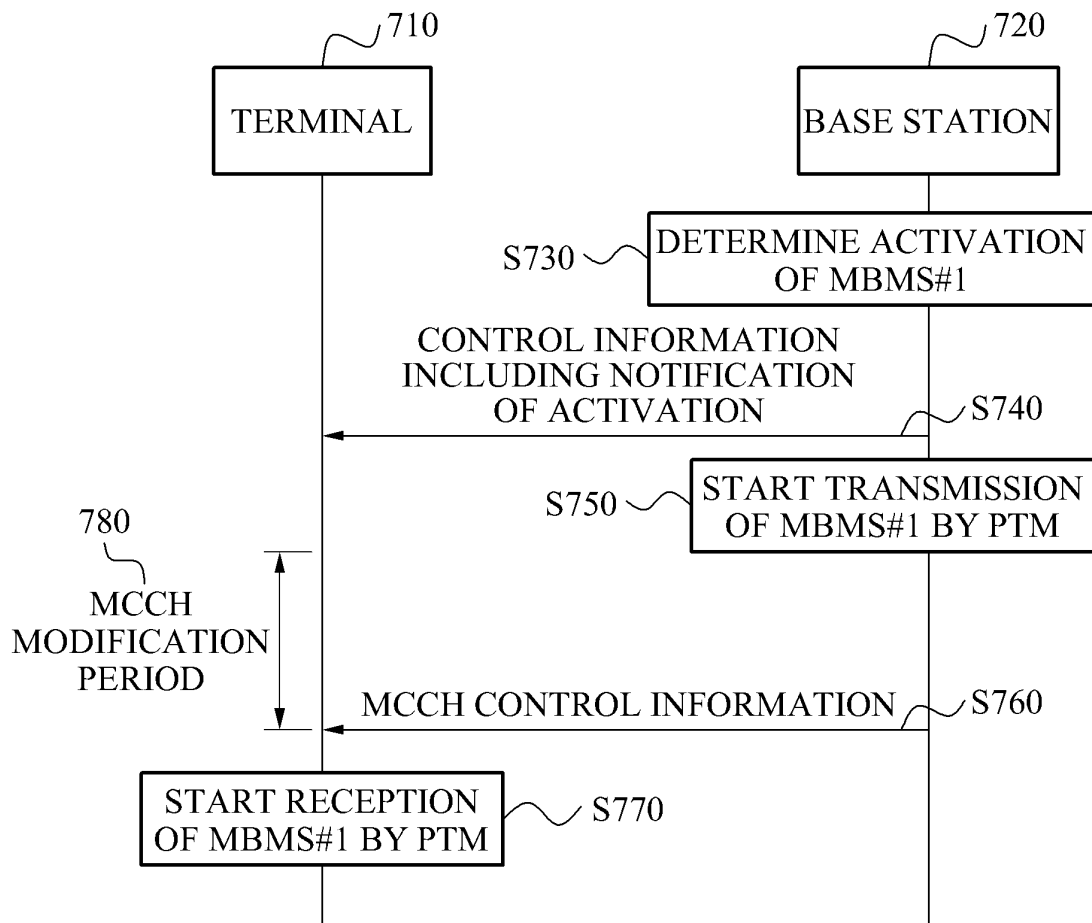 710
720
TERMINAL
BASE STATION
S730
DETERMINE ACTIVATION
OF MBMS#1
CONTROL INFORMATION
INCLUDING NOTIFICATION
OF ACTIVATION
S740
S750
START TRANSMISSION
OF MBMS#1 BY PTM
780
MCCH
MODIFICATION
PERIOD
MCCH CONTROL INFORMATION
S760
START RECEPTION
OF MBMS#1 BY PTM
S770